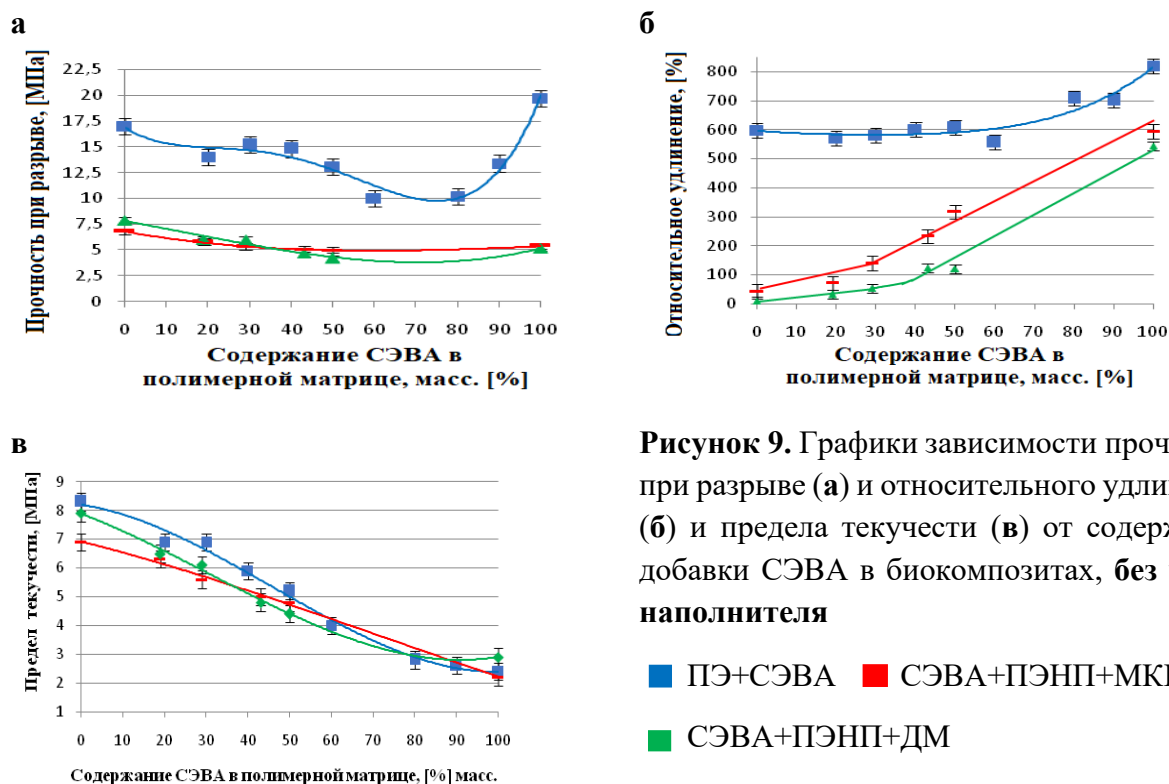 а
Прочность при разрыве, [МПа]
22,5
20
17,5
15
12,5
10
7,5
5
2,5
0
0 10 20 30 40 50 60 70 80 90 100
Содержание СЭВА в
полимерной матрице, масс. [%]
б
Относительное удлинение, [%]
800
700
600
500
400
300
200
100
0
0 10 20 30 40 50 60 70 80 90 100
Содержание СЭВА в
полимерной матрице, масс. [%]
в
Предел текучести, [МПа]
9
8
7
6
5
4
3
2
1
0 10 20 30 40 50 60 70 80 90 100
Содержание СЭВА в полимерной матрице, [%] масс.
Рисунок 9. Графики зависимости проч
при разрыве (а) и относительного удли
(б) и предела текучести (в) от содерж
добавки СЭВА в биокомпозитах, без
наполнителя
ПЭ+СЭВА СЭВА+ПЭНП+МК
СЭВА+ПЭНП+ДМ